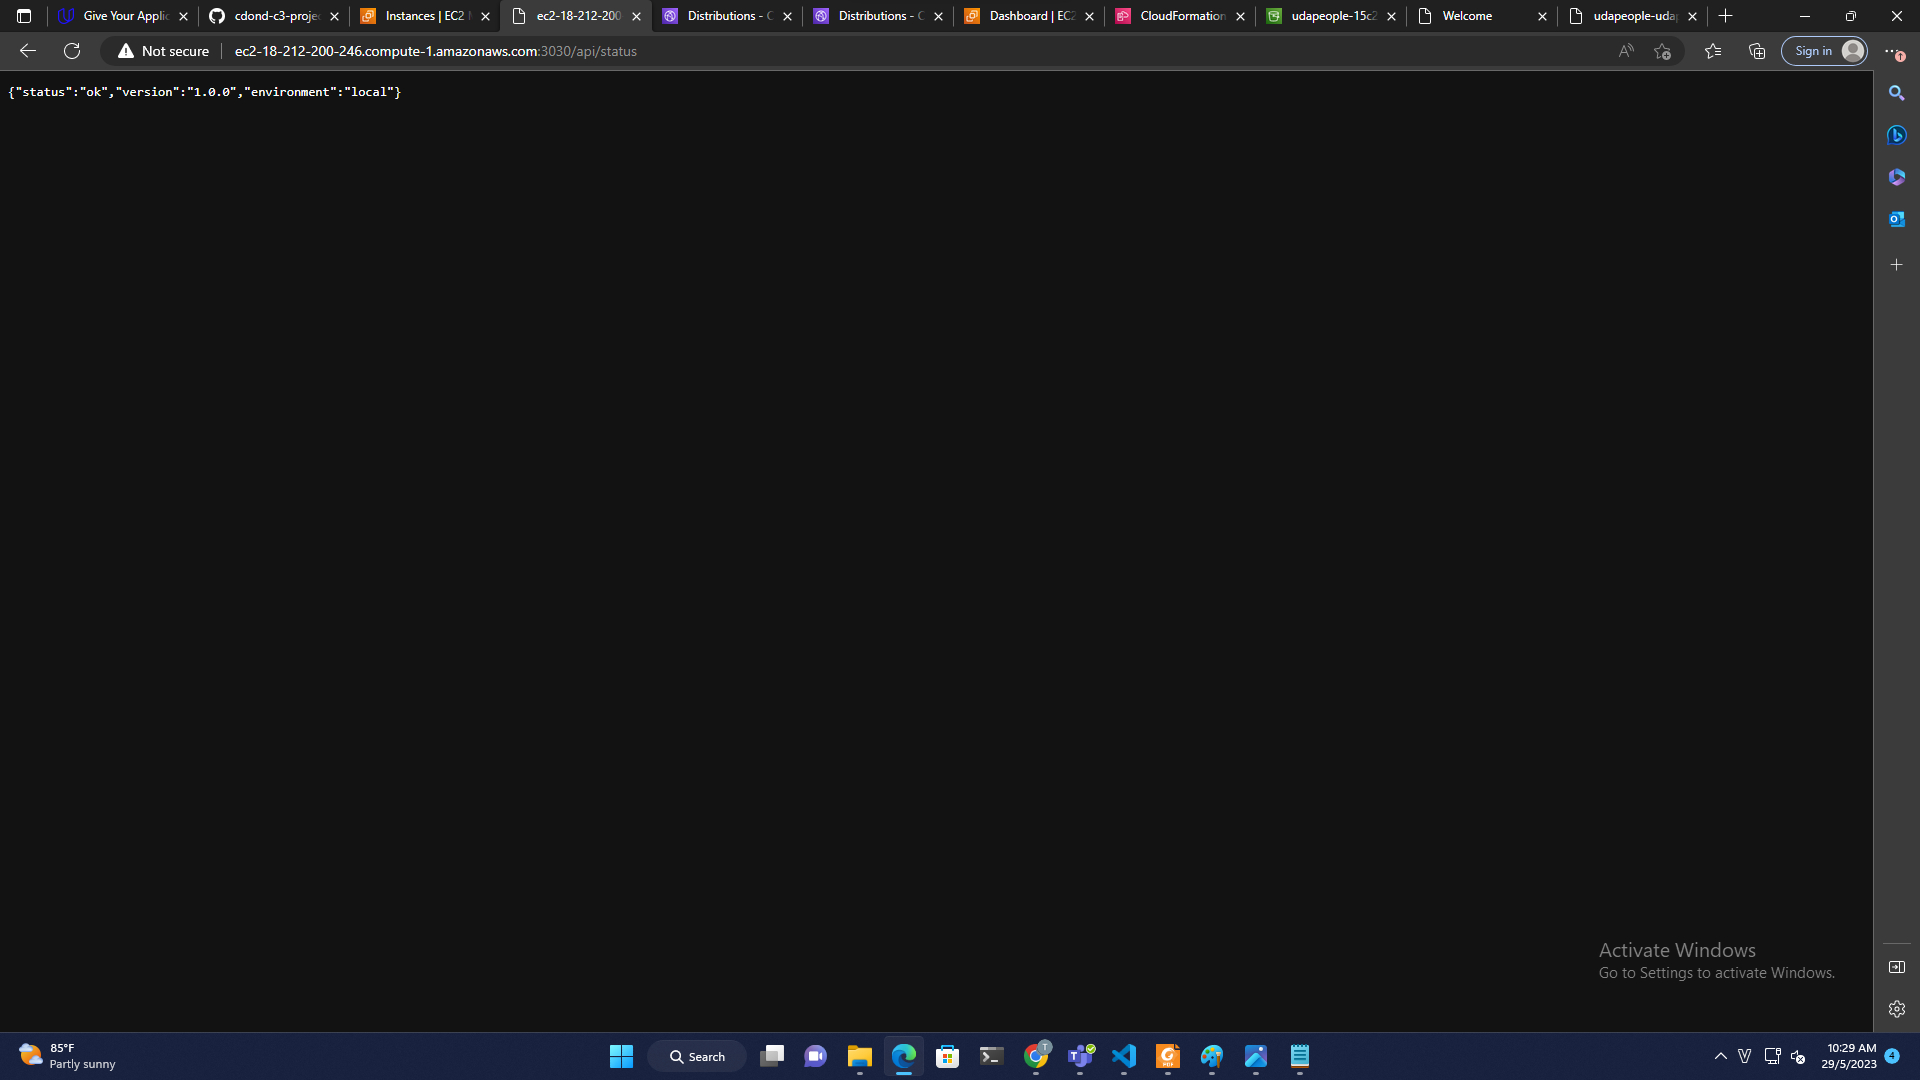 Give Your Applic
cdond-c3-projec
Instances | EC2 M
ec2-18-212-200
Distributions - C
Distributions - C
Dashboard | EC2
CloudFormation
udapeople-15c2
Welcome
udapeople-uda
Not secure
ec2-18-212-200-246.compute-1.amazonaws.com:3030/api/status
Sign in
{"status":"ok","version":"1.0.0","environment":"local"}
Activate Windows
Go to Settings to activate Windows.
85°F
Partly sunny
Search
10:29 AM
29/5/2023
4